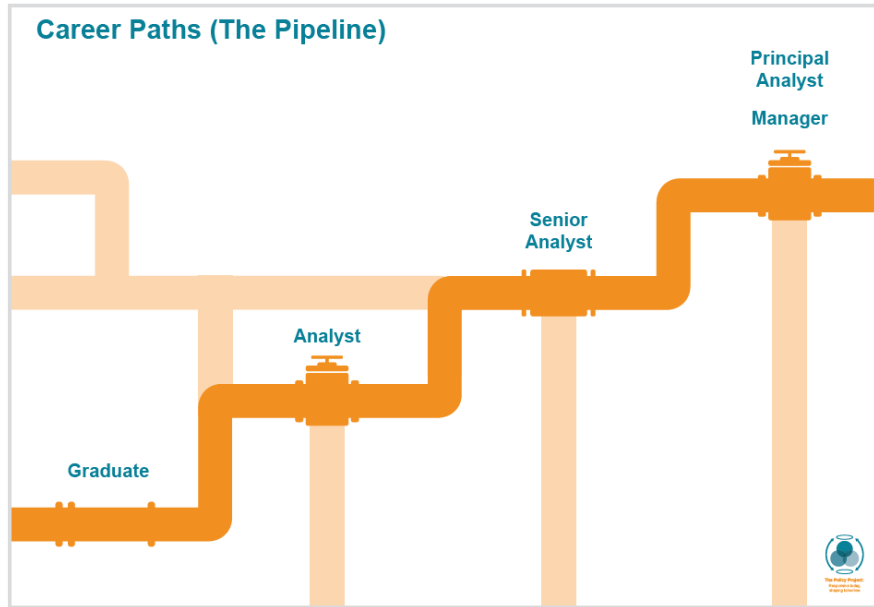 Career Paths (The Pipeline)
Principal
Analyst
Manager
Senior
Analyst
Analyst
Graduate
The Policy Project